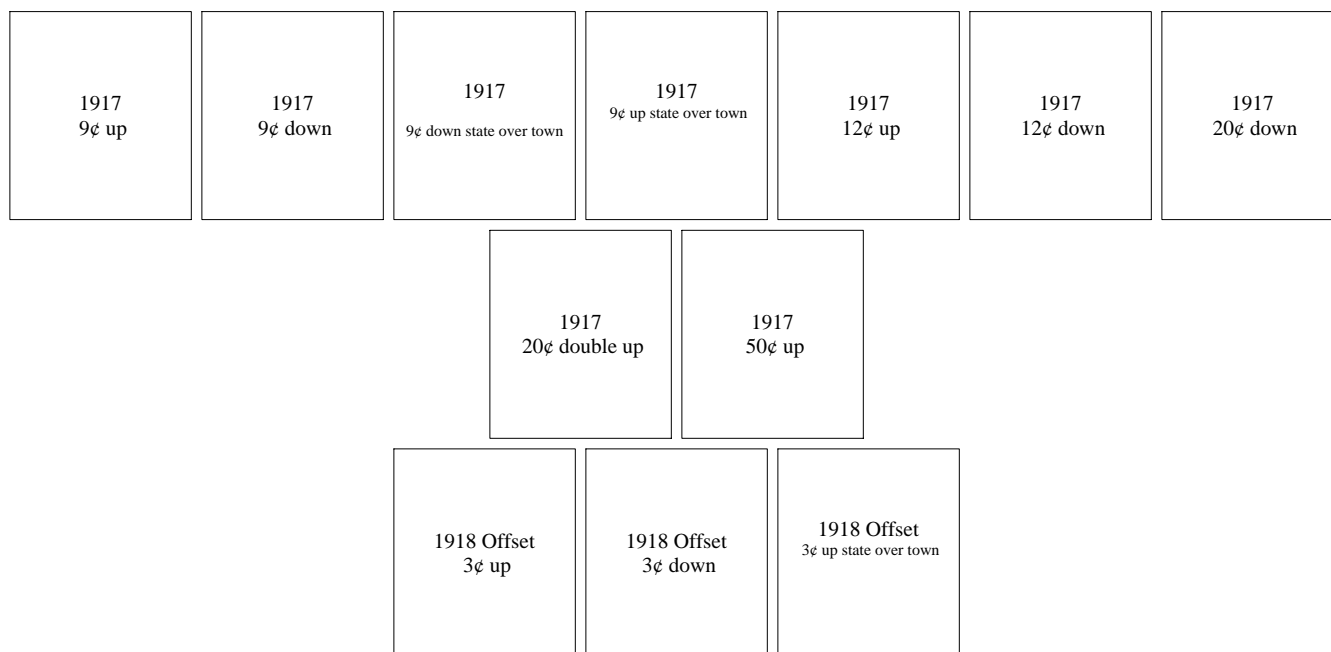 1917
9¢ up
1917
9¢ down
1917
9¢ down state over town
1917
9¢ up state over town
1917
12¢ up
1917
12¢ down
1917
20¢ down
1917
20¢ double up
1917
50¢ up
1918 Offset
3¢ up
1918 Offset
3¢ down
1918 Offset
3¢ up state over town